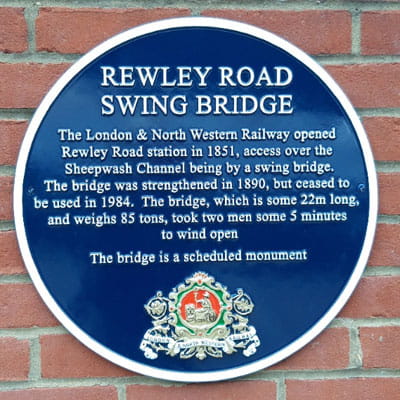 REWLEY ROAD
SWING BRIDGE
The London & North Western Railway opened
Rewley Road station in 1851, access over the
Sheepwash Channel being by a swing bridge.
The bridge was strengthened in 1890, but ceased to
be used in 1984. The bridge, which is some 22m long,
and weighs 85 tons, took two men some 5 minutes
to wind open
The bridge is a scheduled monument